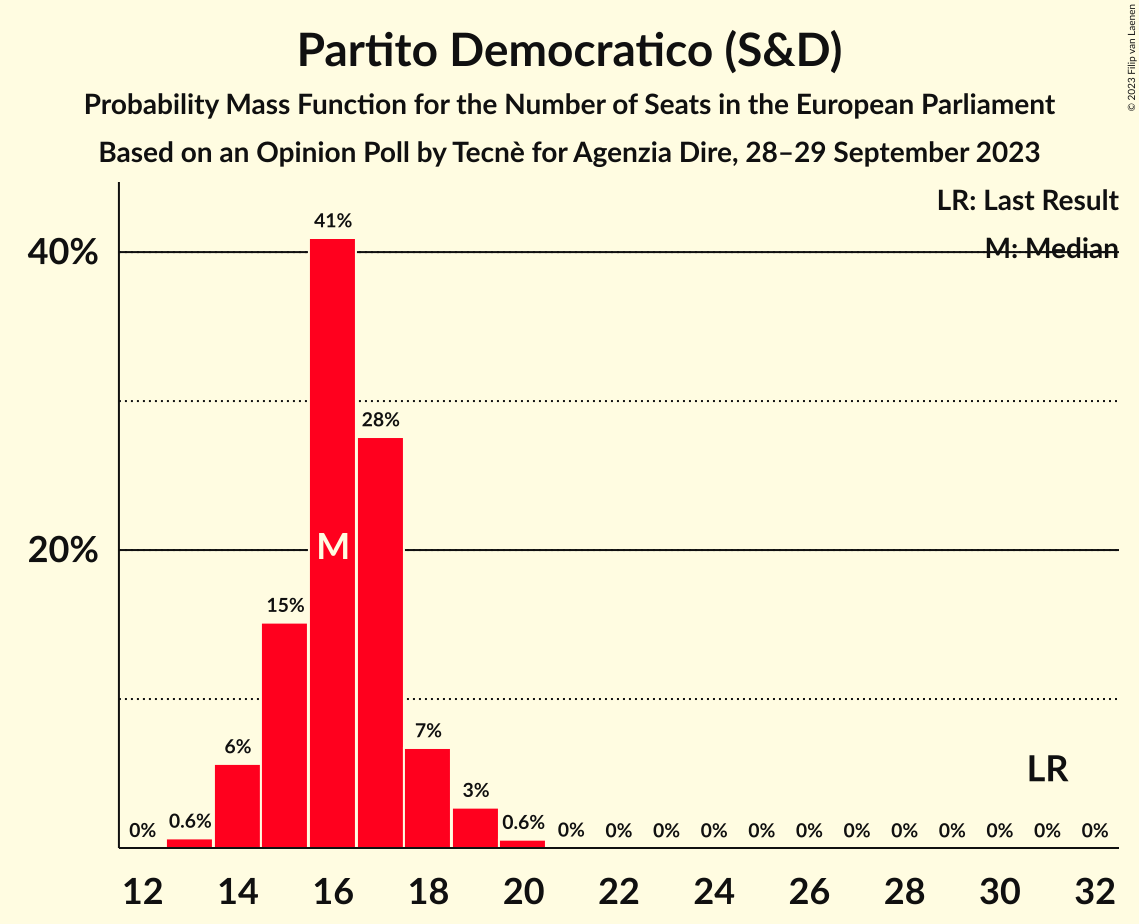 Partito Democratico (S&D)
Probability Mass Function for the Number of Seats in the European Parliament
Based on an Opinion Poll by Tecnè for Agenzia Dire, 28–29 September 2023
© 2023 Filip van Laenen
LR: Last Result
M: Median
40%
20%
0% 0.6% 6% 15% 41% 28% 7% 3% 0.6% 0% 0% 0% 0% 0% 0% 0% 0% 0% 0% 0% 0%
M
LR
12 14 16 18 20 22 24 26 28 30 32